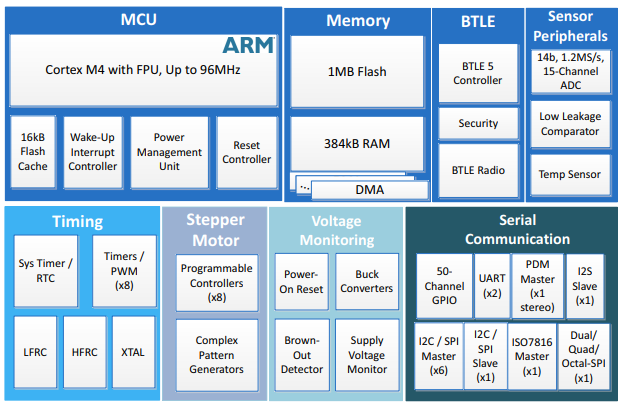 MCU
ARM
Cortex M4 with FPU, Up to 96MHz
16kB
Flash
Cache
Wake-Up
Interrupt
Controller
Power
Management
Unit
Reset
Controller
Memory
1MB Flash
384kB RAM
...
DMA
BTLE
BTLE 5
Controller
Security
BTLE Radio
Sensor
Peripherals
14b, 1.2MS/s,
15-Channel
ADC
Low Leakage
Comparator
Temp Sensor
Timing
Sys Timer /
RTC
Timers /
PWM
(x8)
LFRC
HFRC
XTAL
Stepper
Motor
Programmable
Controllers
(x8)
Complex
Pattern
Generators
Voltage
Monitoring
Power-
On Reset
Buck
Converters
Brown-
Out
Detector
Supply
Voltage
Monitor
Serial
Communication
50-
Channel
GPIO
UART
(x2)
PDM
Master
(x1
stereo)
I2S
Slave
(x1)
I2C / SPI
Master
(x6)
I2C /
SPI
Slave
(x1)
ISO7816
Master
(x1)
Dual/
Quad/
Octal-SPI
(x1)